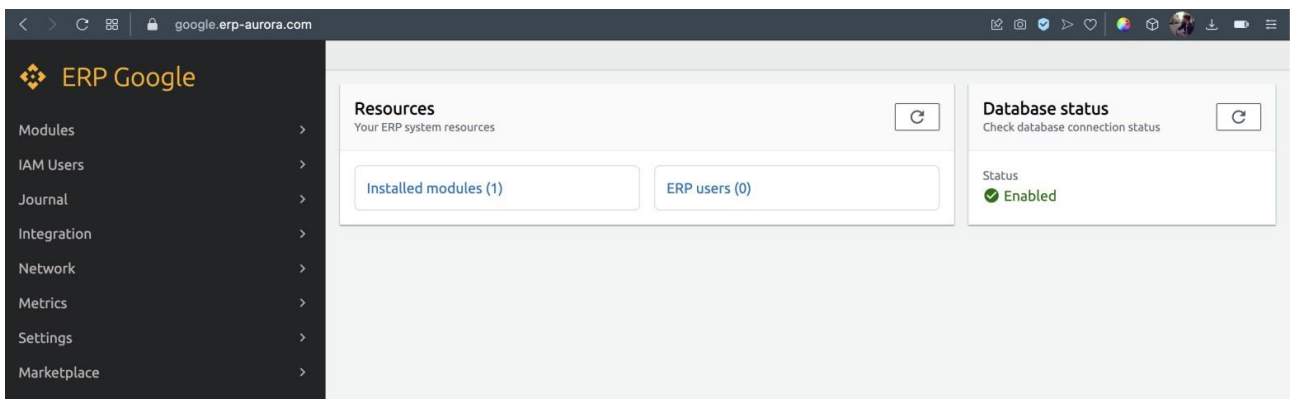 google.erp-aurora.com
ERP Google
Modules
IAM Users
Journal
Integration
Network
Metrics
Settings
Marketplace
Resources
Your ERP system resources
Installed modules (1)
ERP users (0)
Database status
Check database connection status
Status
Enabled